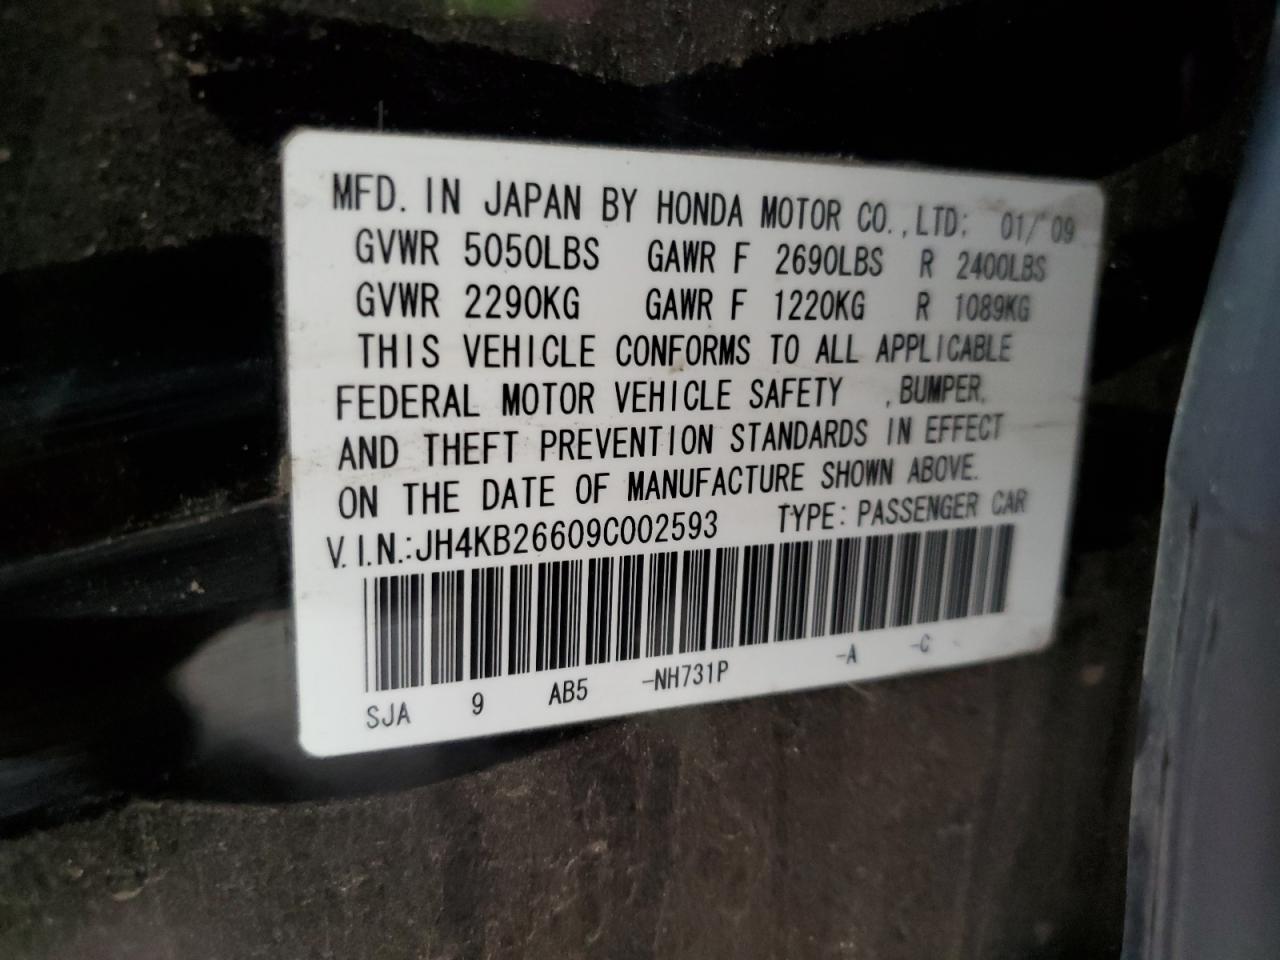 MFD. IN JAPAN BY HONDA MOTOR CO.,LTD; 01/'09
GVWR 5050LBS GAWR F 2690LBS R 2400LBS
GVWR 2290KG GAWR F 1220KG R 1089KG
THIS VEHICLE CONFORMS TO ALL APPLICABLE
FEDERAL MOTOR VEHICLE SAFETY , BUMPER,
AND THEFT PREVENTION STANDARDS IN EFFECT
ON THE DATE OF MANUFACTURE SHOWN ABOVE.
V.I.N.:JH4KB26609C002593 TYPE: PASSENGER CAR
SJA 9 AB5 -NH731P -A -C